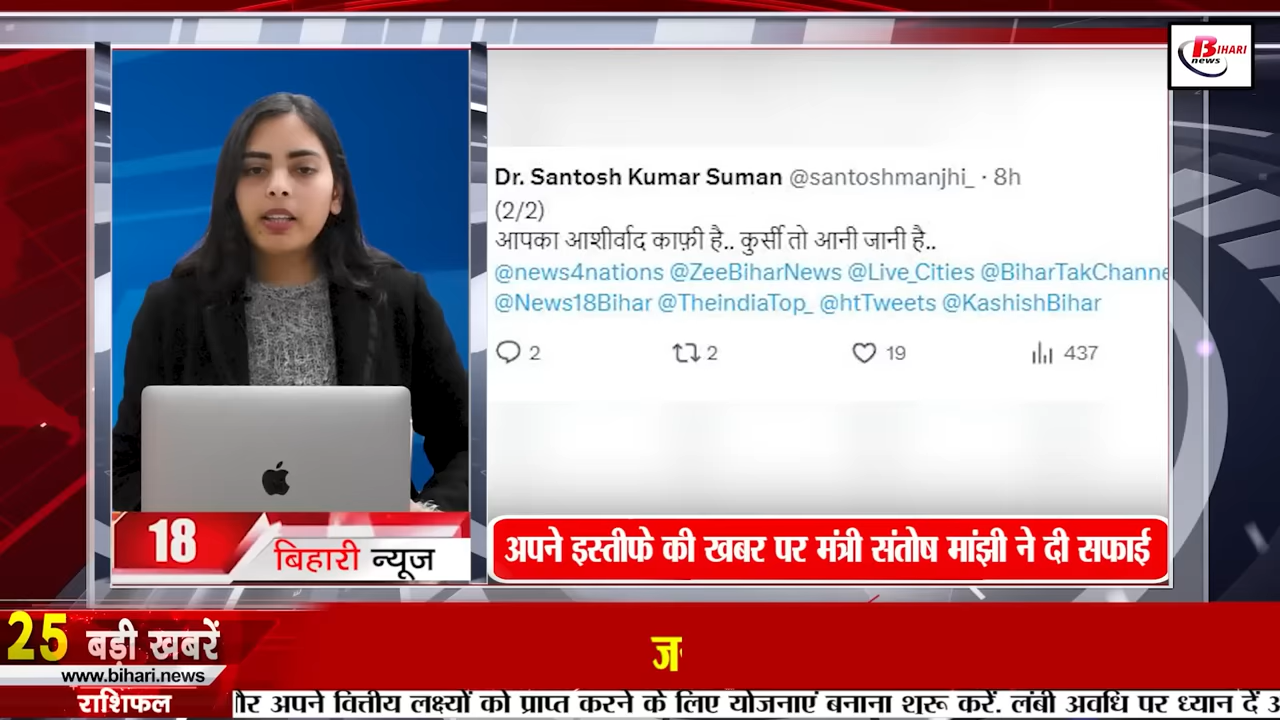 BIHARI
news
Dr. Santosh Kumar Suman @santoshmanjhi_ · 8h
(2/2)
आपका आशीर्वाद काफ़ी है.. कुर्सी तो आनी जानी है..
@news4nations @ZeeBiharNews @Live_Cities @BiharTakChanne
@News18Bihar @TheindiaTop_ @htTweets @KashishBihar
2 2 19 437
18
बिहारी न्यूज
अपने इस्तीफे की खबर पर मंत्री संतोष मांझी ने दी सफाई
25 बड़ी खबरें
www.bihari.news
राशिफल
अपने वित्तीय लक्ष्यों को प्राप्त करने के लिए योजनाएं बनाना शुरू करें. लंबी अवधि पर ध्यान दें